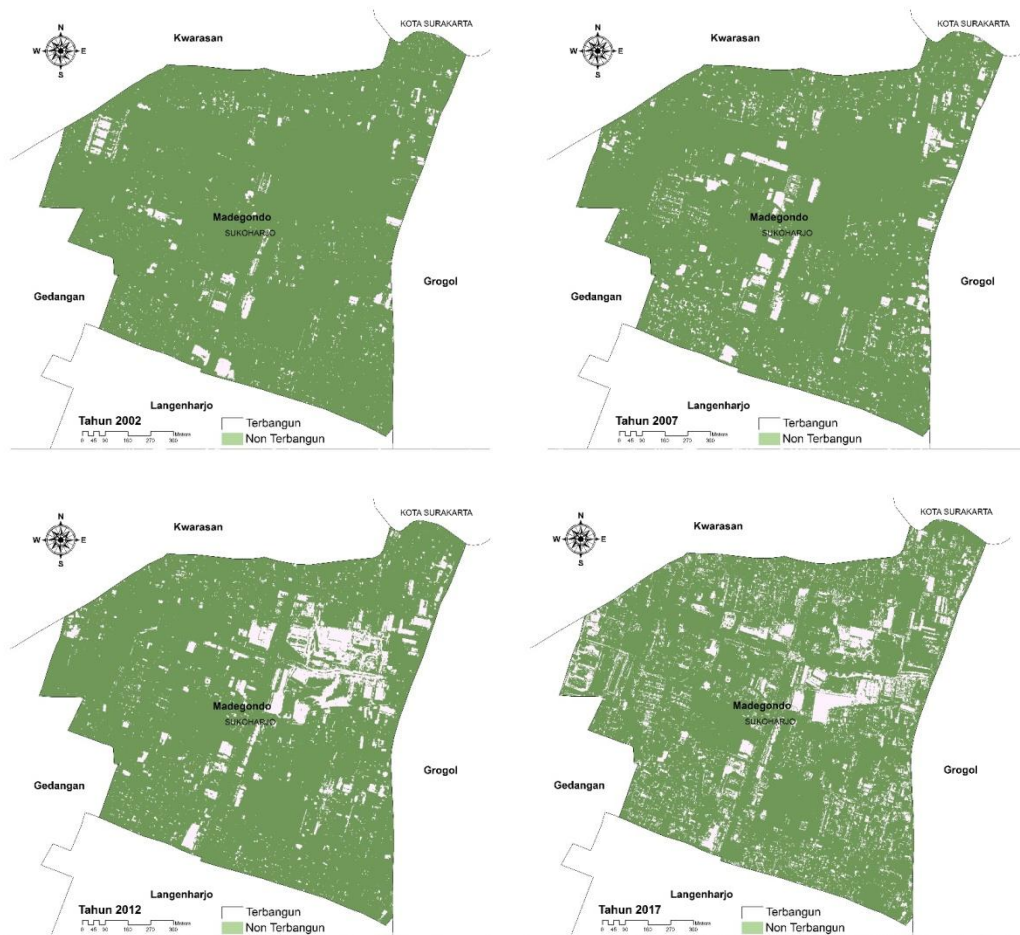 KOTA SURAKARTA
Kwarasan
N
W E
S
Madegondo
SUKOHARJO
Gedangan
Grogol
Langenharjo
Tahun 2002
Terbangun
Non Terbangun
KOTA SURAKARTA
Kwarasan
N
W E
S
Madegondo
SUKOHARJO
Gedangan
Grogol
Langenharjo
Tahun 2007
Terbangun
Non Terbangun
KOTA SURAKARTA
Kwarasan
N
W E
S
Madegondo
SUKOHARJO
Gedangan
Grogol
Langenharjo
Tahun 2012
Terbangun
Non Terbangun
KOTA SURAKARTA
Kwarasan
N
W E
S
Madegondo
SUKOHARJO
Gedangan
Grogol
Langenharjo
Tahun 2017
Terbangun
Non Terbangun